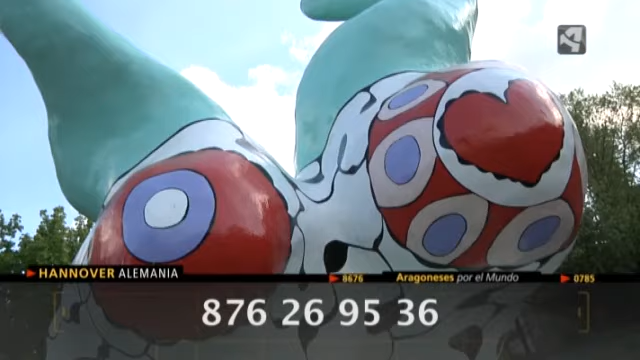 HANNOVER ALEMANIA
8676 Aragoneses por el Mundo 0785
876 26 95 36